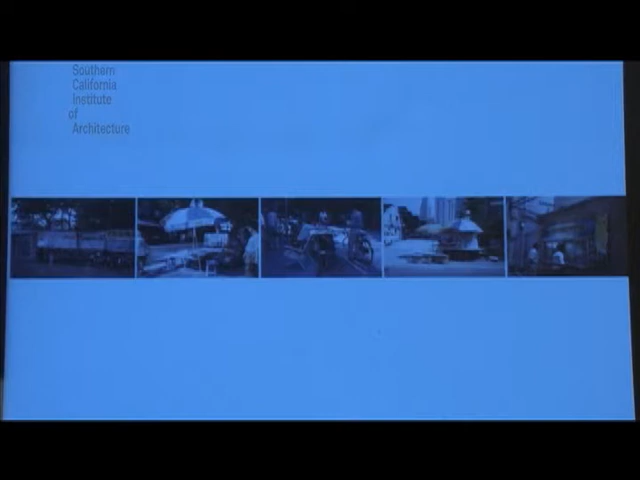 Southern
California
Institute
of
Architecture